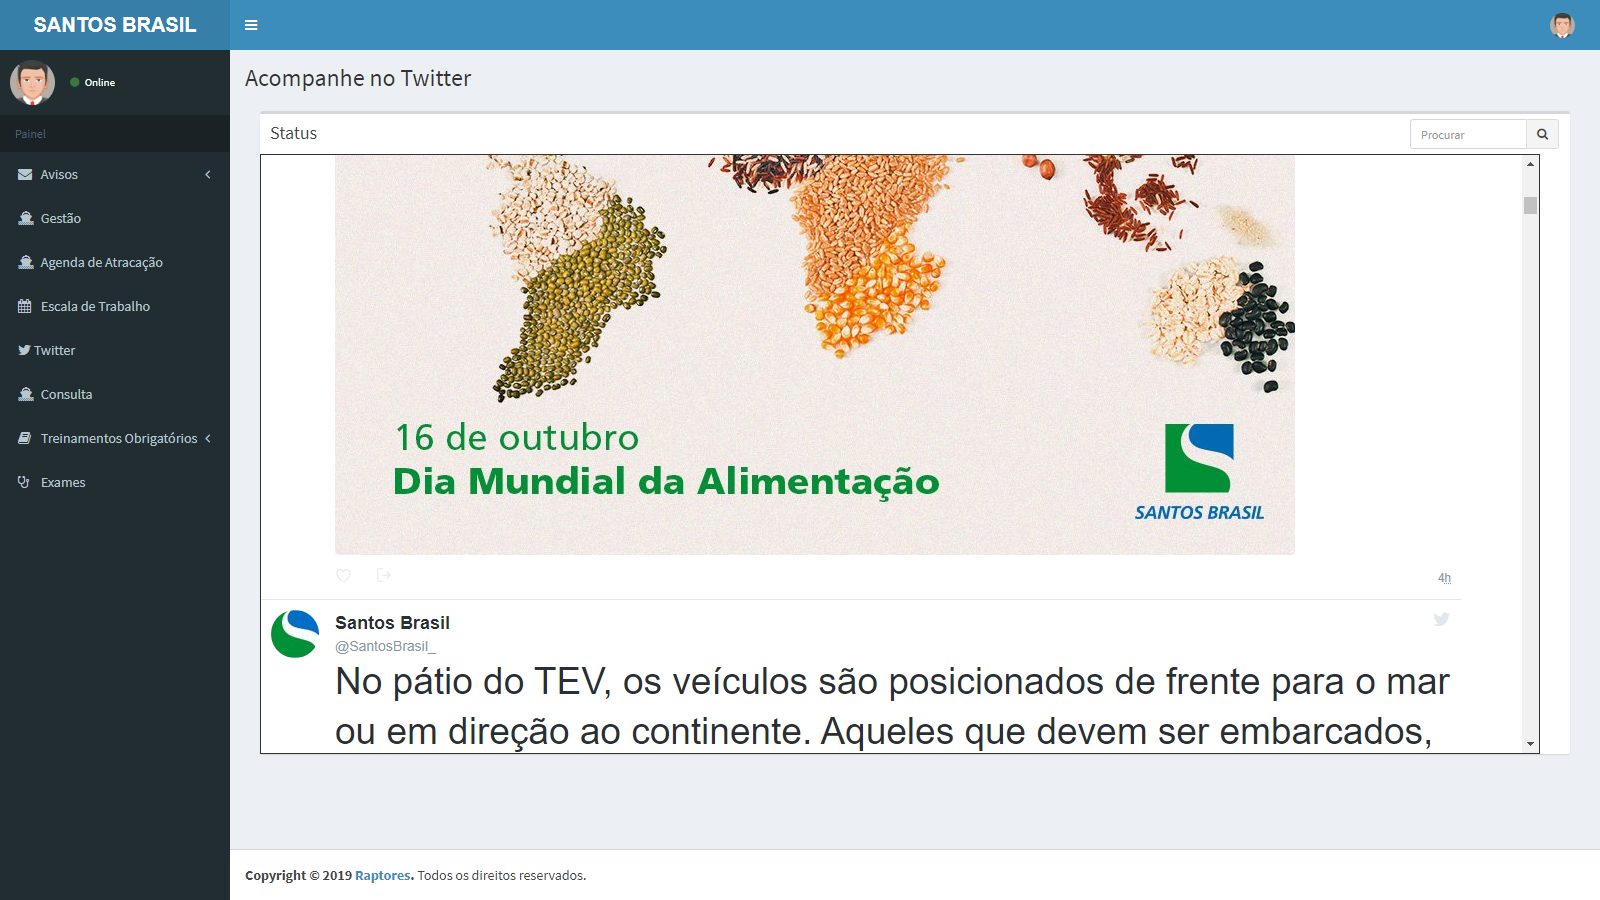 SANTOS BRASIL
Online
Painel
Avisos
Gestão
Agenda de Atracação
Escala de Trabalho
Twitter
Consulta
Treinamentos Obrigatórios
Exames
Acompanhe no Twitter
Status
Procurar
16 de outubro
Dia Mundial da Alimentação
SANTOS BRASIL
4h
Santos Brasil
@SantosBrasil_
No pátio do TEV, os veículos são posicionados de frente para o mar
ou em direção ao continente. Aqueles que devem ser embarcados,
Copyright © 2019 Raptores. Todos os direitos reservados.